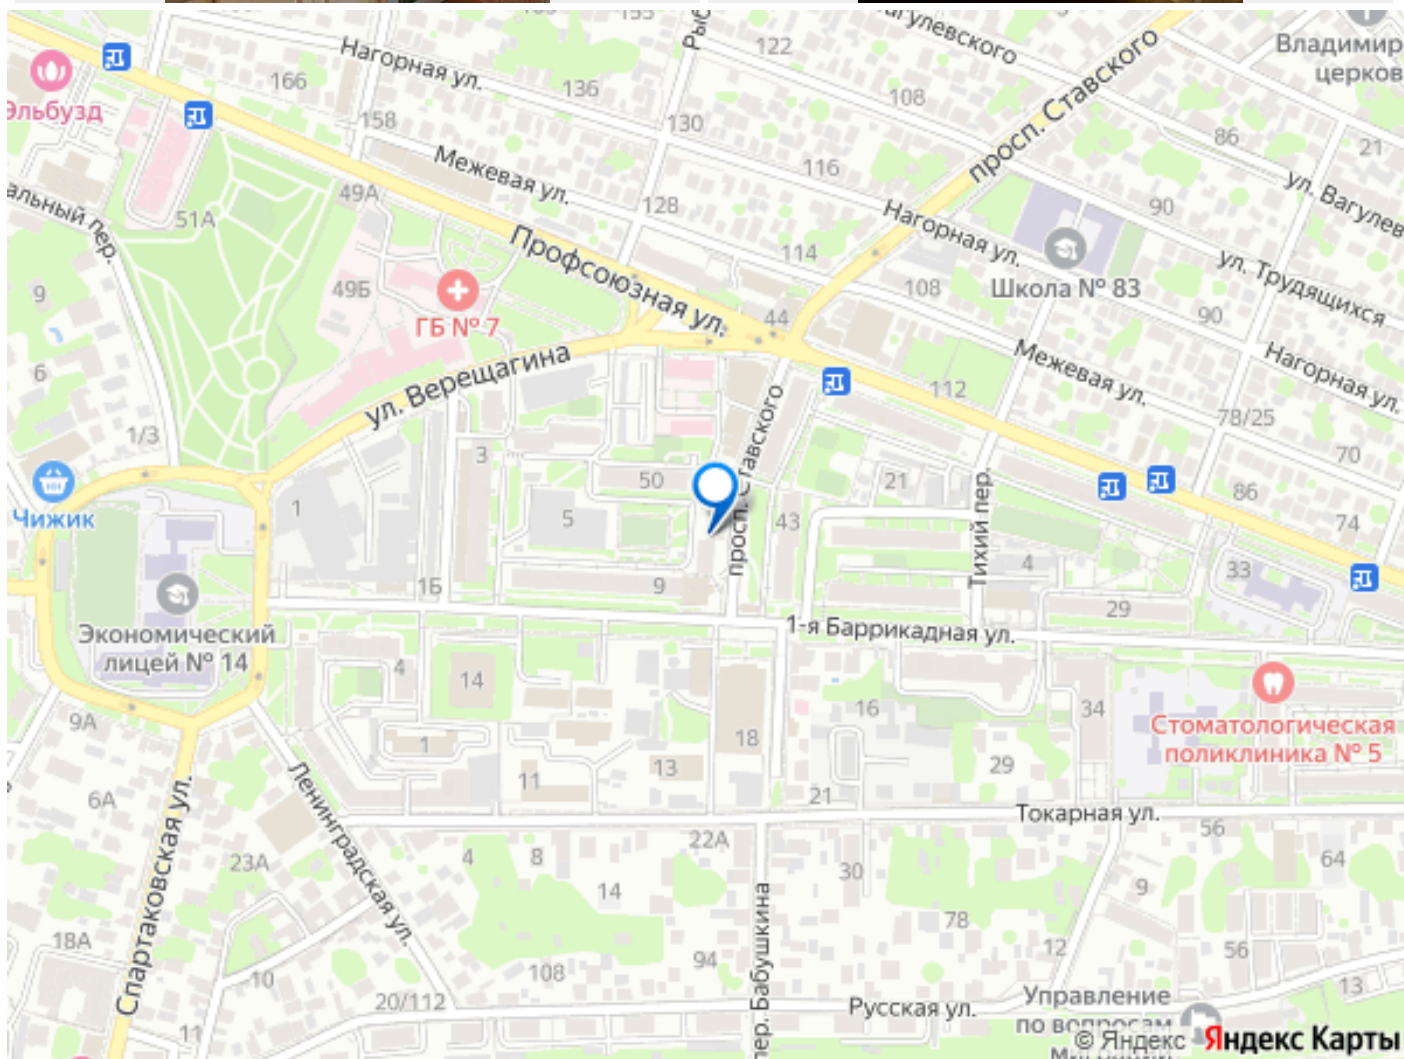 122
Владимир
церков
Нагорная ул.
просп. Ставского
166
136
108
Эльбузд
158
130
86
21
Межевая ул.
116
ул. Вагулев
49А
51А
128
90
Нагорная ул.
Профсоюзная ул.
114
ул. Трудящихся
9
49Б
108
Школа № 83
ГБ № 7
44
90
6
ул. Верещагина
Межевая ул.
Нагорная ул.
112
просп. Ставского
78/25
1/3
3
70
50
21
Тихий пер.
86
Чижик
1
5
43
74
4
33
1Б
9
29
Экономический
лицей № 14
1-я Баррикадная ул.
4
14
16
34
9А
Стоматологическая
поликлиника № 5
1
18
13
29
11
6А
21
Ленинградская ул.
Токарная ул.
Спартаковская ул.
22А
56
23А
4
8
64
30
14
9
78
пер. Бабушкина
18А
12
56
94
10
108
13
20/112
Русская ул.
Управление
по вопросам
11
© Яндекс Яндекс Карты